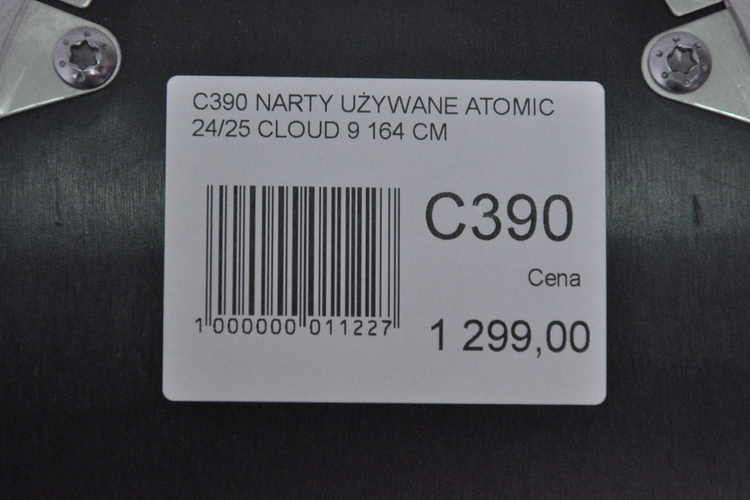 C390 NARTY UŻYWANE ATOMIC
24/25 CLOUD 9 164 CM
C390
Cena
1 299,00
1 000000 011227